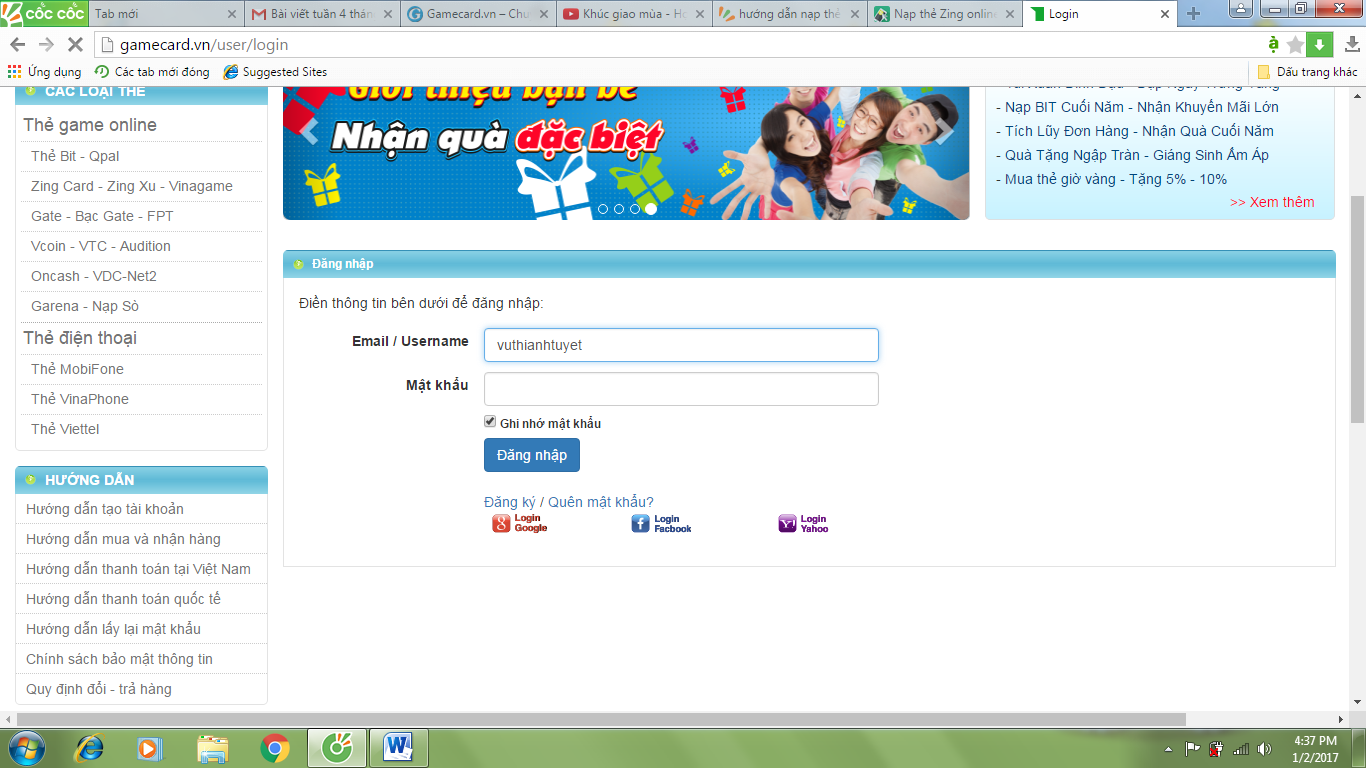 cốc cốc
Tab mới
Bài viết tuần 4 thán
Gamecard.vn – Chu
Khúc giao mùa - Ho
hướng dẫn nạp thẻ
Nạp thẻ Zing online
Login
gamecard.vn/user/login
Ứng dụng
Các tab mới đóng
Suggested Sites
Dấu trang khác
CÁC LOẠI THẺ
Thẻ game online
Thẻ Bit - Qpal
Zing Card - Zing Xu - Vinagame
Gate - Bạc Gate - FPT
Vcoin - VTC - Audition
Oncash - VDC-Net2
Garena - Nạp Sò
Thẻ điện thoại
Thẻ MobiFone
Thẻ VinaPhone
Thẻ Viettel
HƯỚNG DẪN
Hướng dẫn tạo tài khoản
Hướng dẫn mua và nhận hàng
Hướng dẫn thanh toán tại Việt Nam
Hướng dẫn thanh toán quốc tế
Hướng dẫn lấy lại mật khẩu
Chính sách bảo mật thông tin
Quy định đổi - trả hàng
Giới thiệu bạn bè
Nhận quà đặc biệt
- Nạp BIT Cuối Năm - Nhận Khuyến Mãi Lớn
- Tích Lũy Đơn Hàng - Nhận Quà Cuối Năm
- Quà Tặng Ngập Tràn - Giáng Sinh Ấm Áp
- Mua thẻ giờ vàng - Tặng 5% - 10%
>> Xem thêm
Đăng nhập
Điền thông tin bên dưới để đăng nhập:
Email / Username
vuthianhtuyet
Mật khẩu
Ghi nhớ mật khẩu
Đăng nhập
Đăng ký / Quên mật khẩu?
Login Google
Login Facbook
Login Yahoo
4:37 PM
1/2/2017